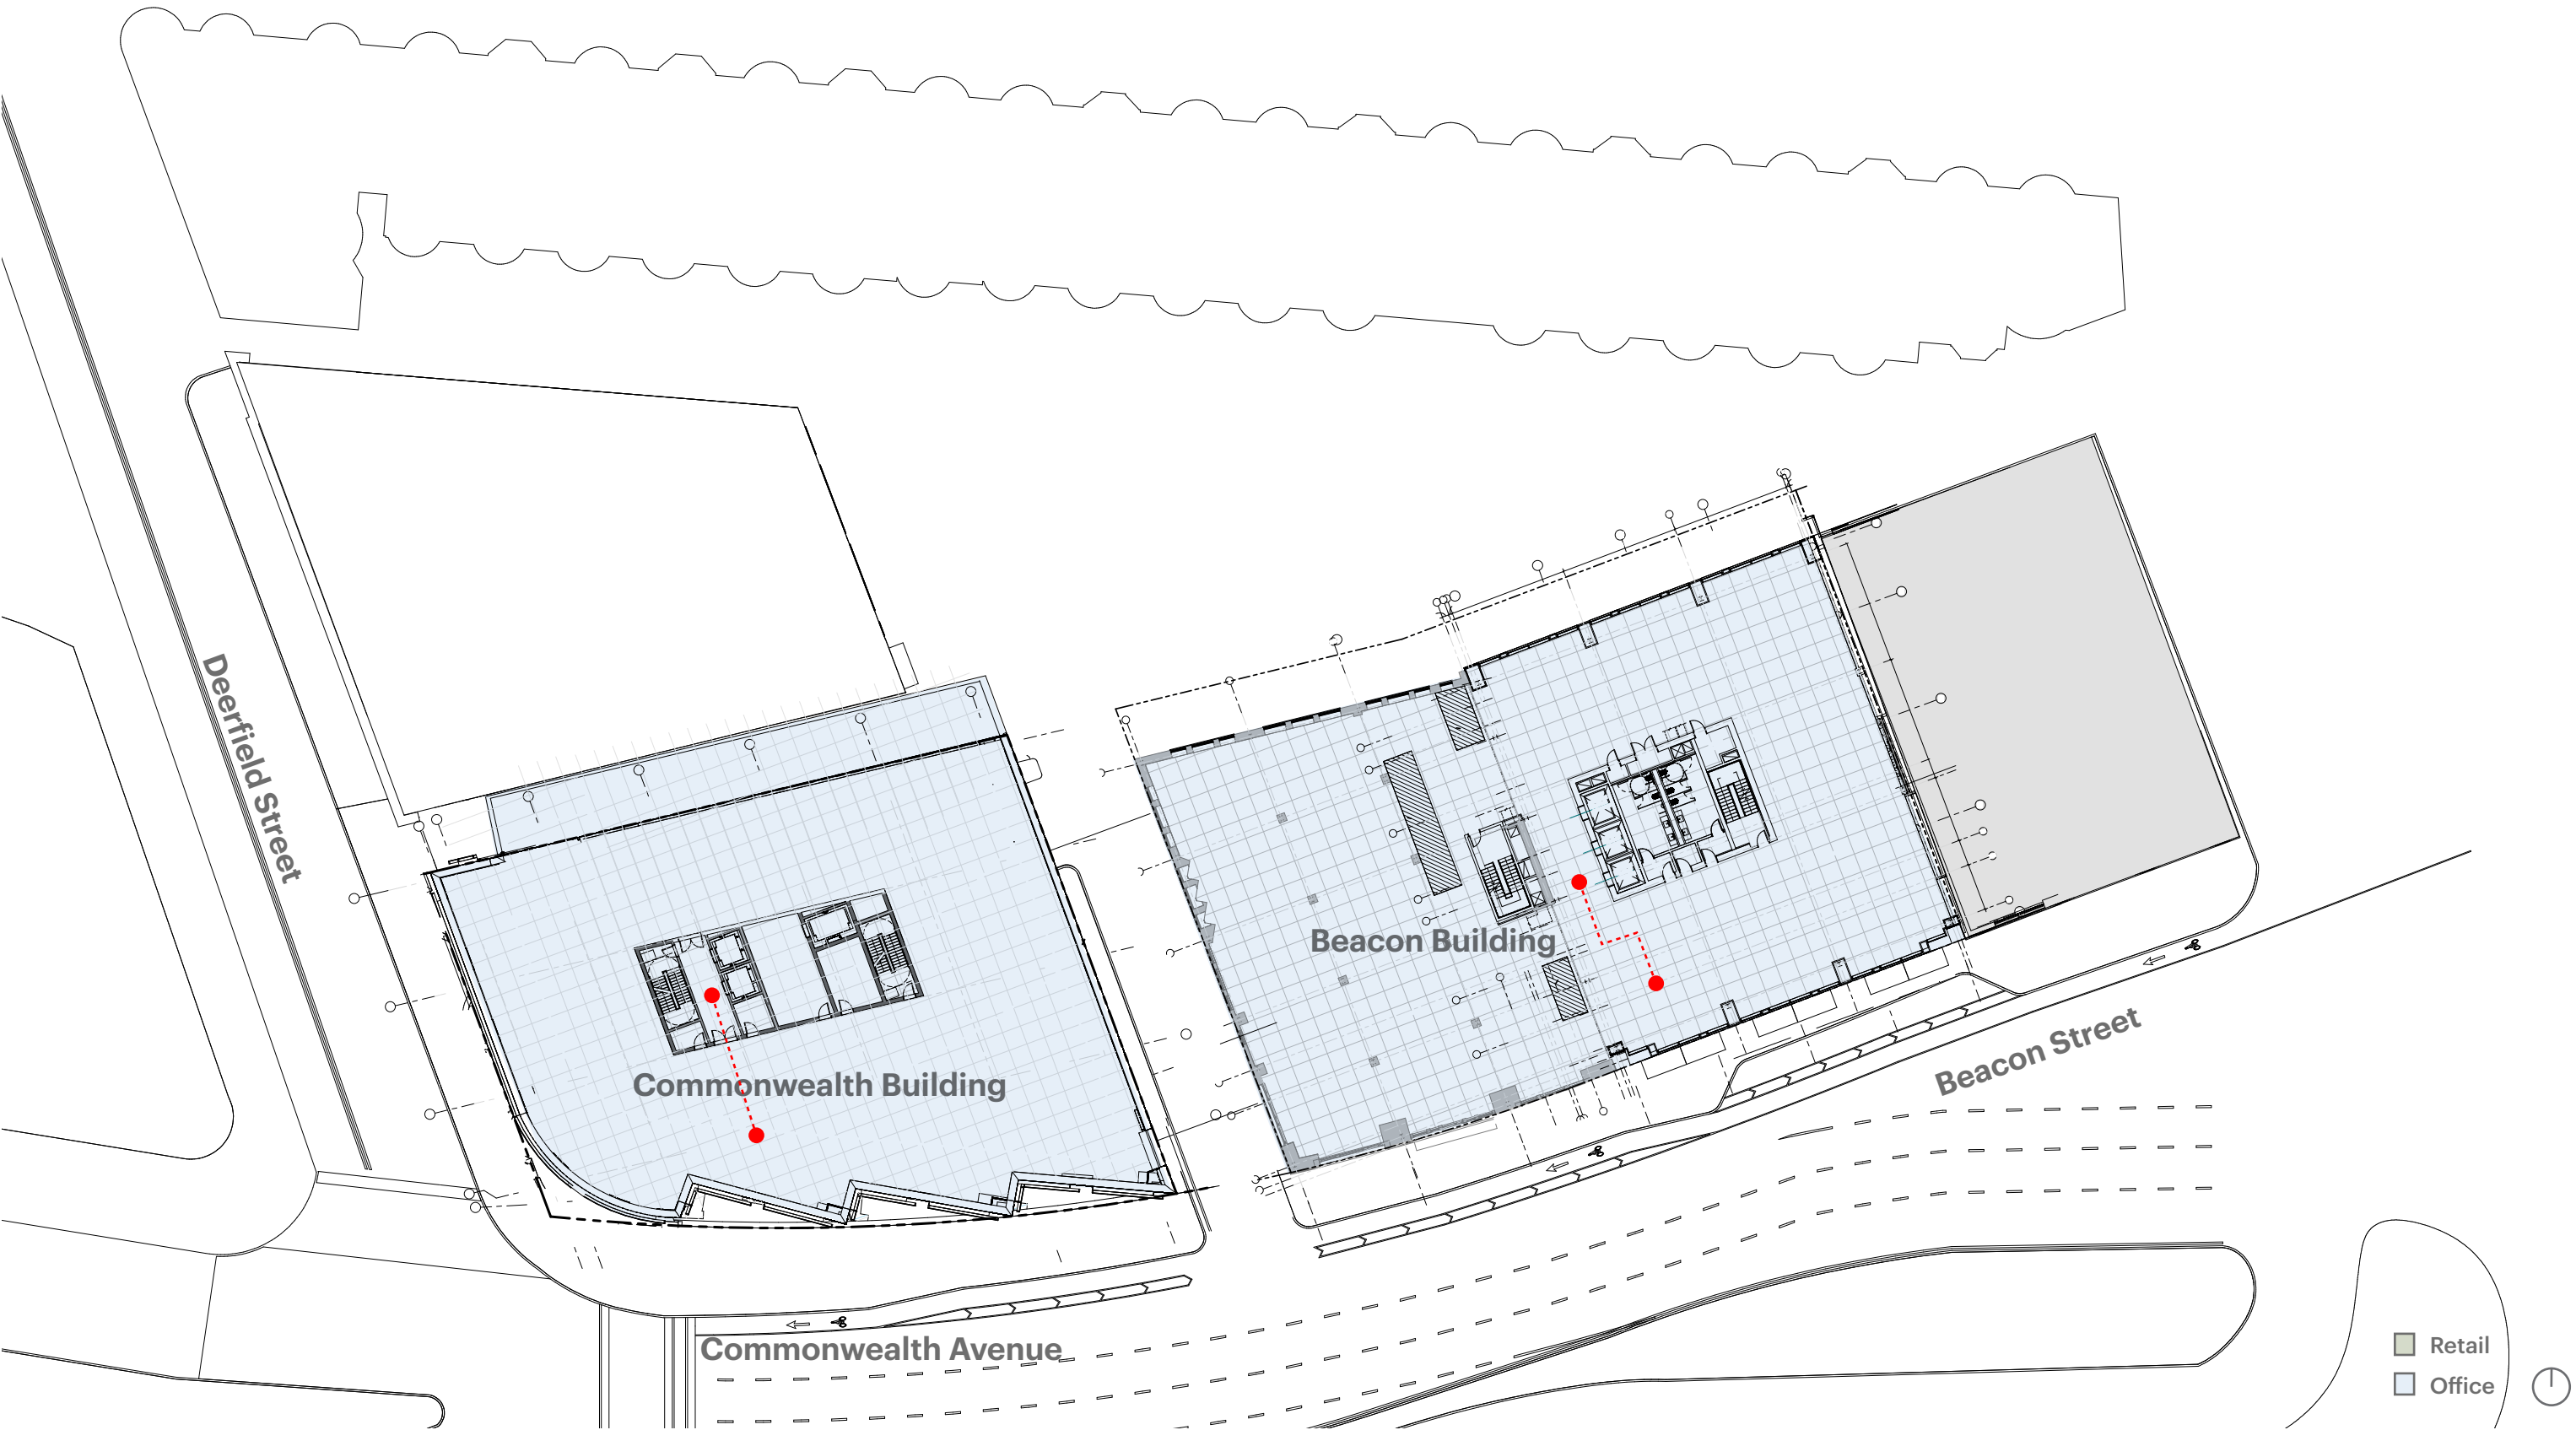 Deerfield Street
Beacon Building
Commonwealth Building
Beacon Street
Commonwealth Avenue
Retail
Office